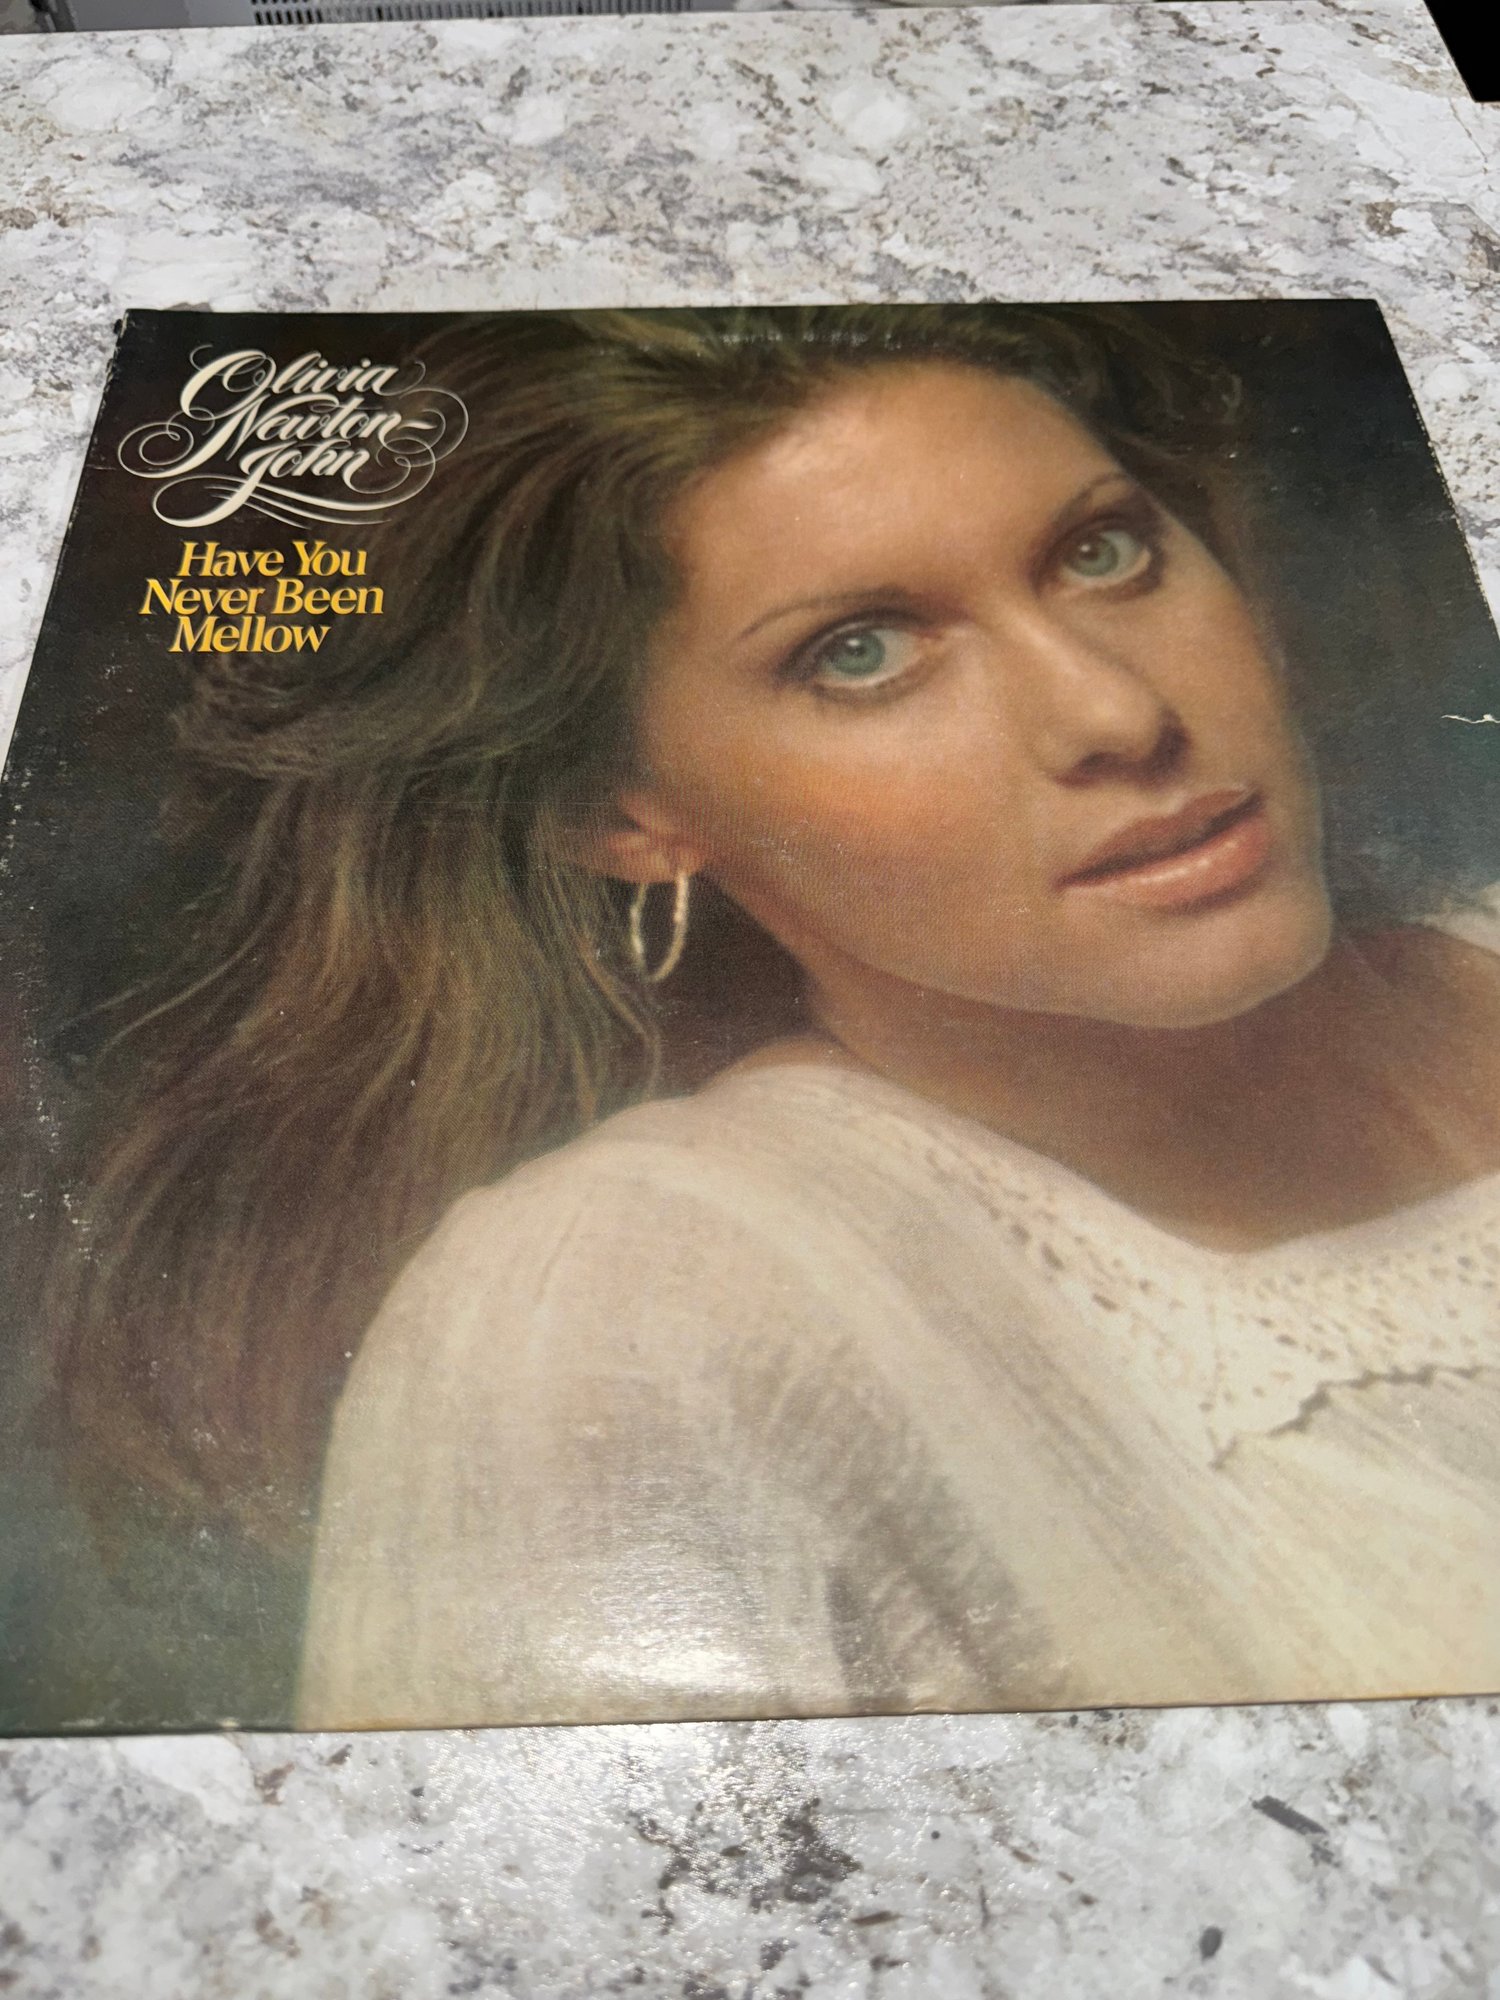 Olivia
Newton-
John
Have You
Never Been
Mellow